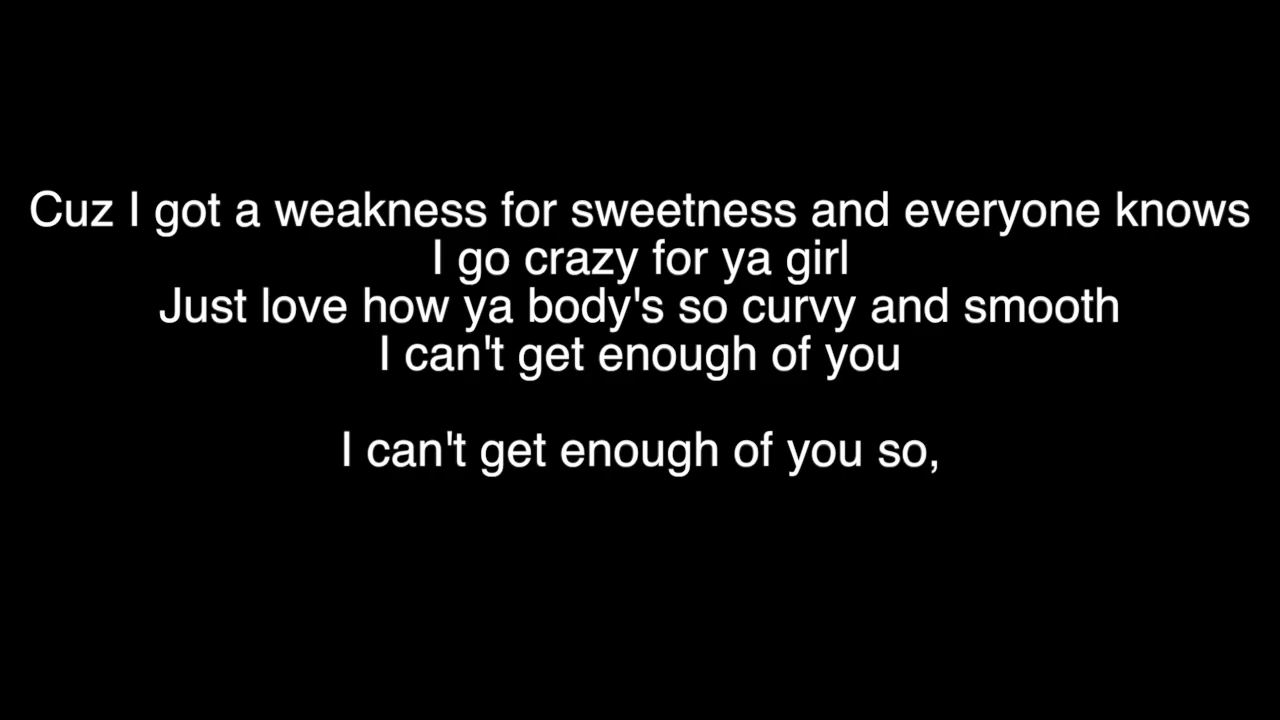 Cuz I got a weakness for sweetness and everyone knows
I go crazy for ya girl
Just love how ya body's so curvy and smooth
I can't get enough of you
I can't get enough of you so,